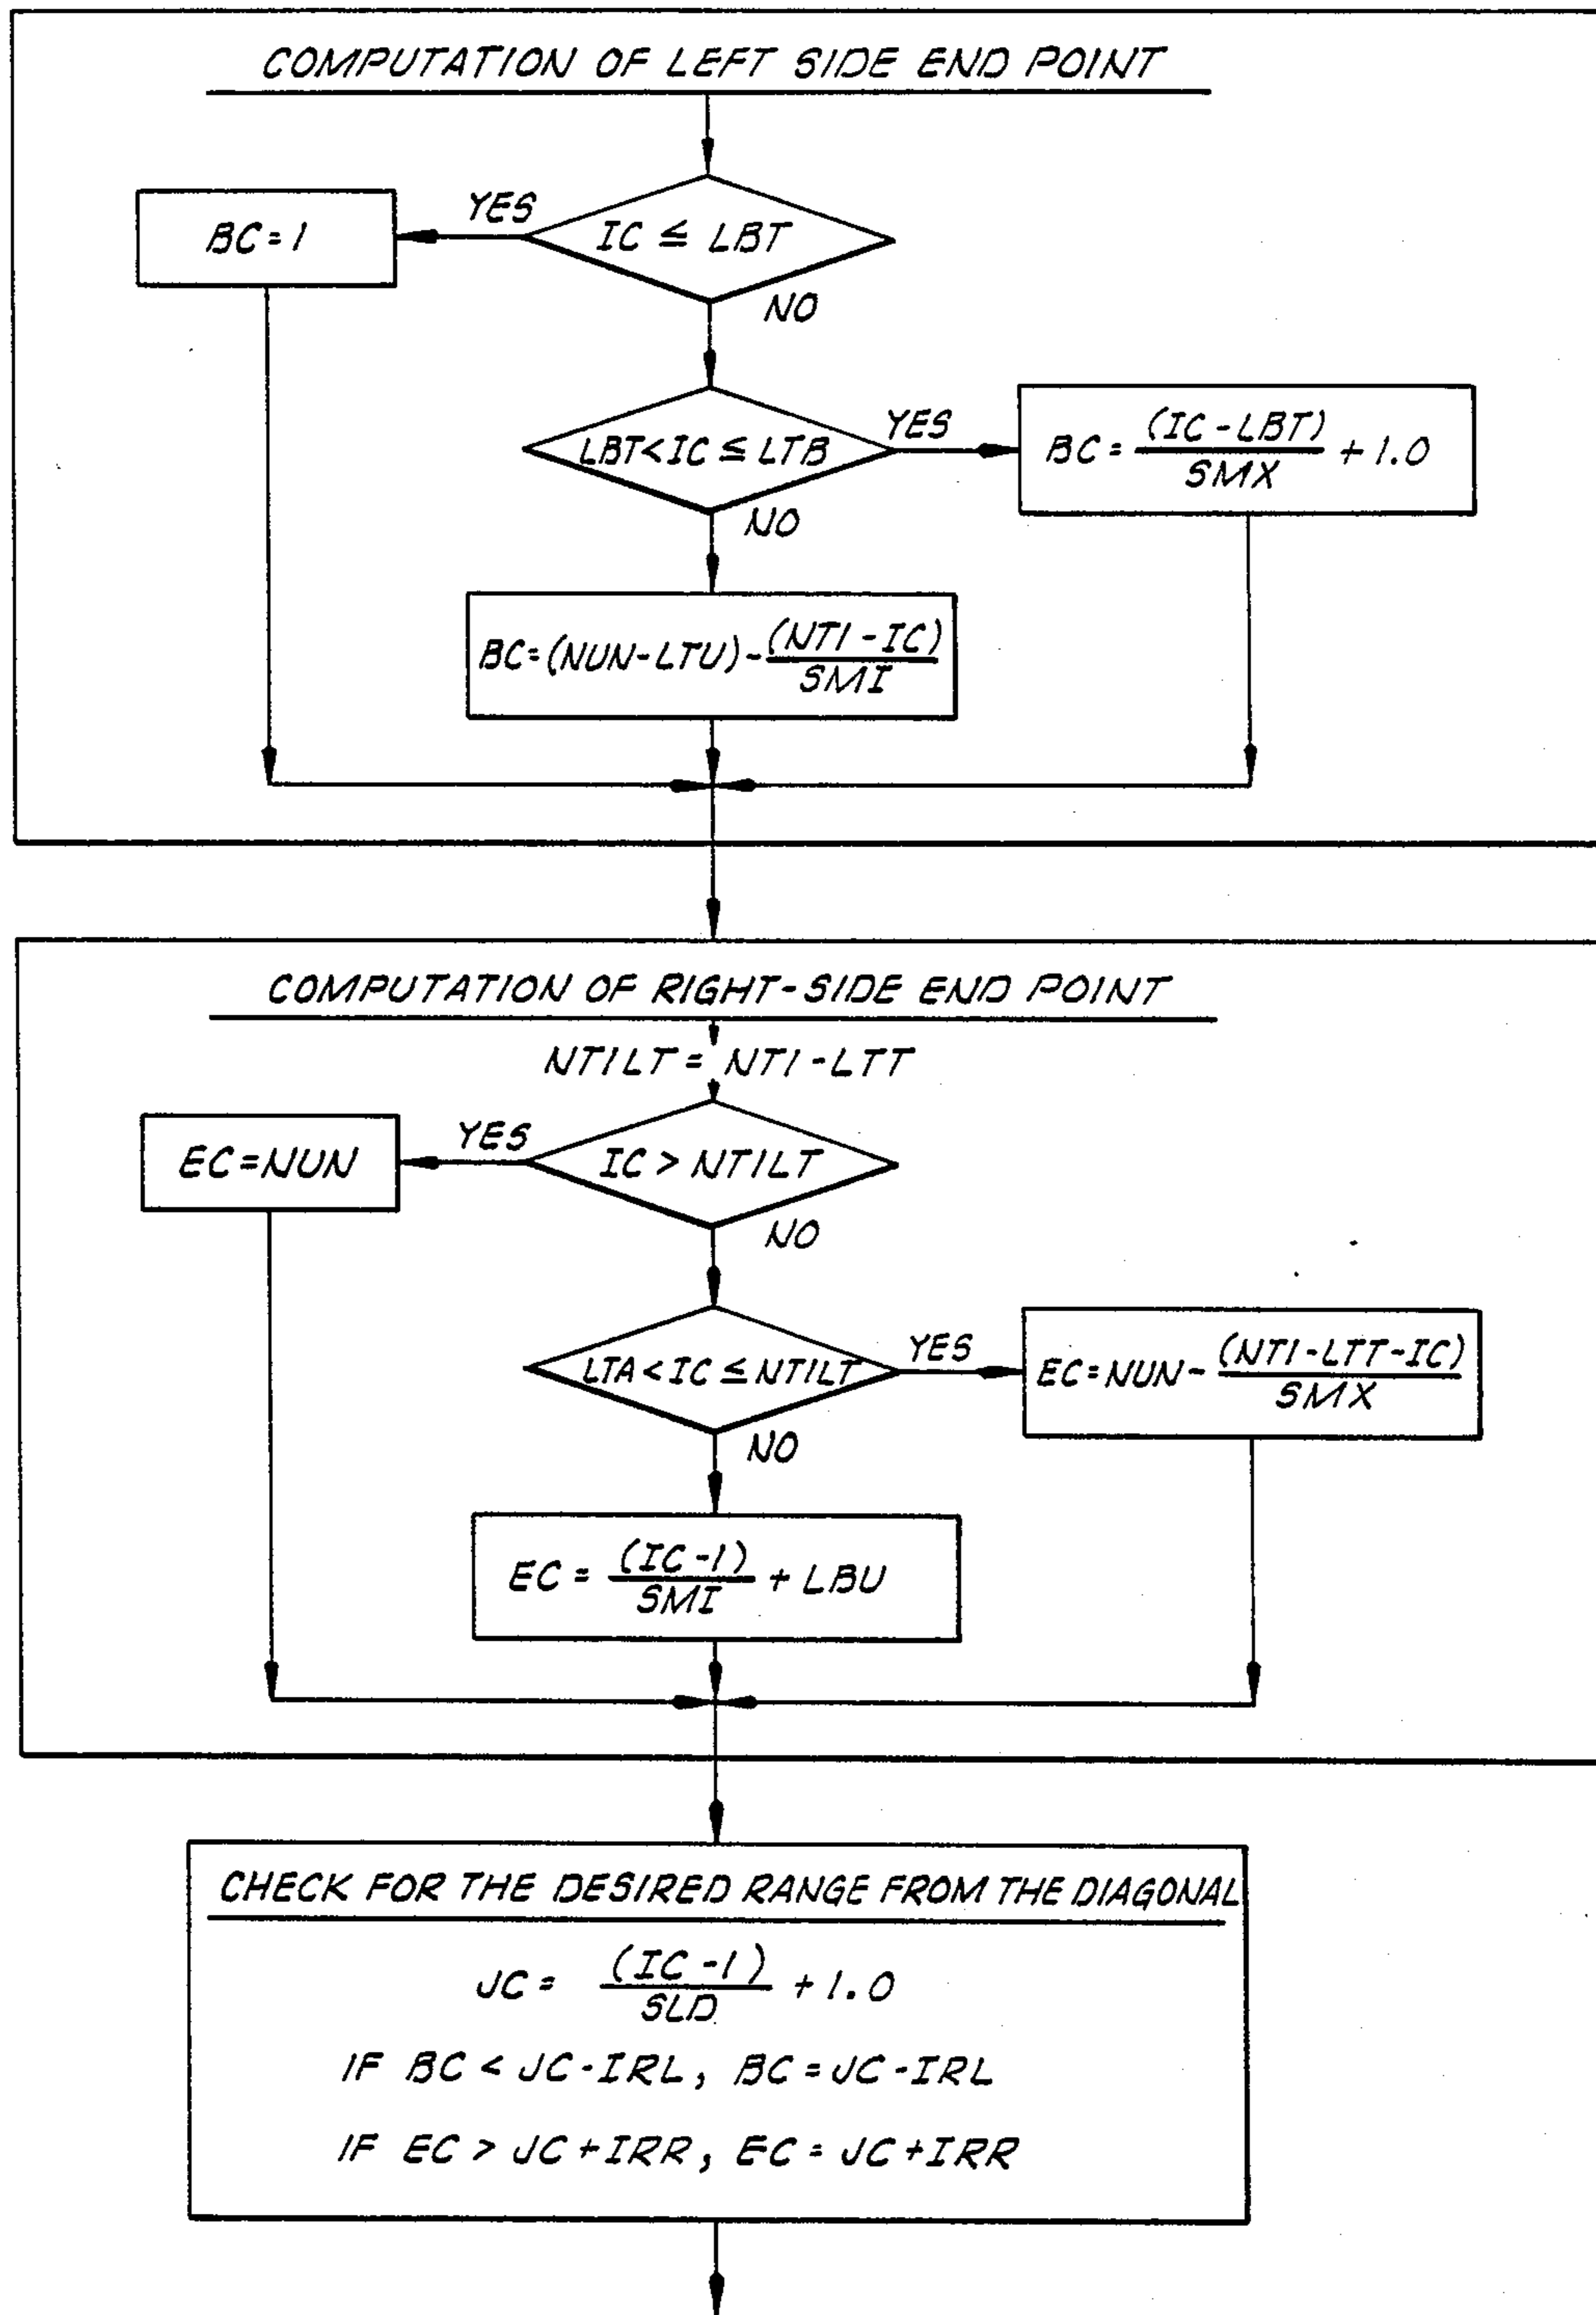 COMPUTATION OF LEFT SIDE END POINT
IC ≤ LBT
YES
BC = 1
NO
LBT < IC ≤ LTB
YES
BC = (IC - LBT) / SMX + 1.0
NO
BC = (NUN - LTU) - (NTI - IC) / SMI
COMPUTATION OF RIGHT-SIDE END POINT
NTILT = NTI - LTT
IC > NTILT
YES
EC = NUN
NO
LTA < IC ≤ NTILT
YES
EC = NUN - (NTI - LTT - IC) / SMX
NO
EC = (IC - 1) / SMI + LBU
CHECK FOR THE DESIRED RANGE FROM THE DIAGONAL
JC = (IC - 1) / SLD + 1.0
IF BC < JC - IRL, BC = JC - IRL
IF EC > JC + IRR, EC = JC + IRR